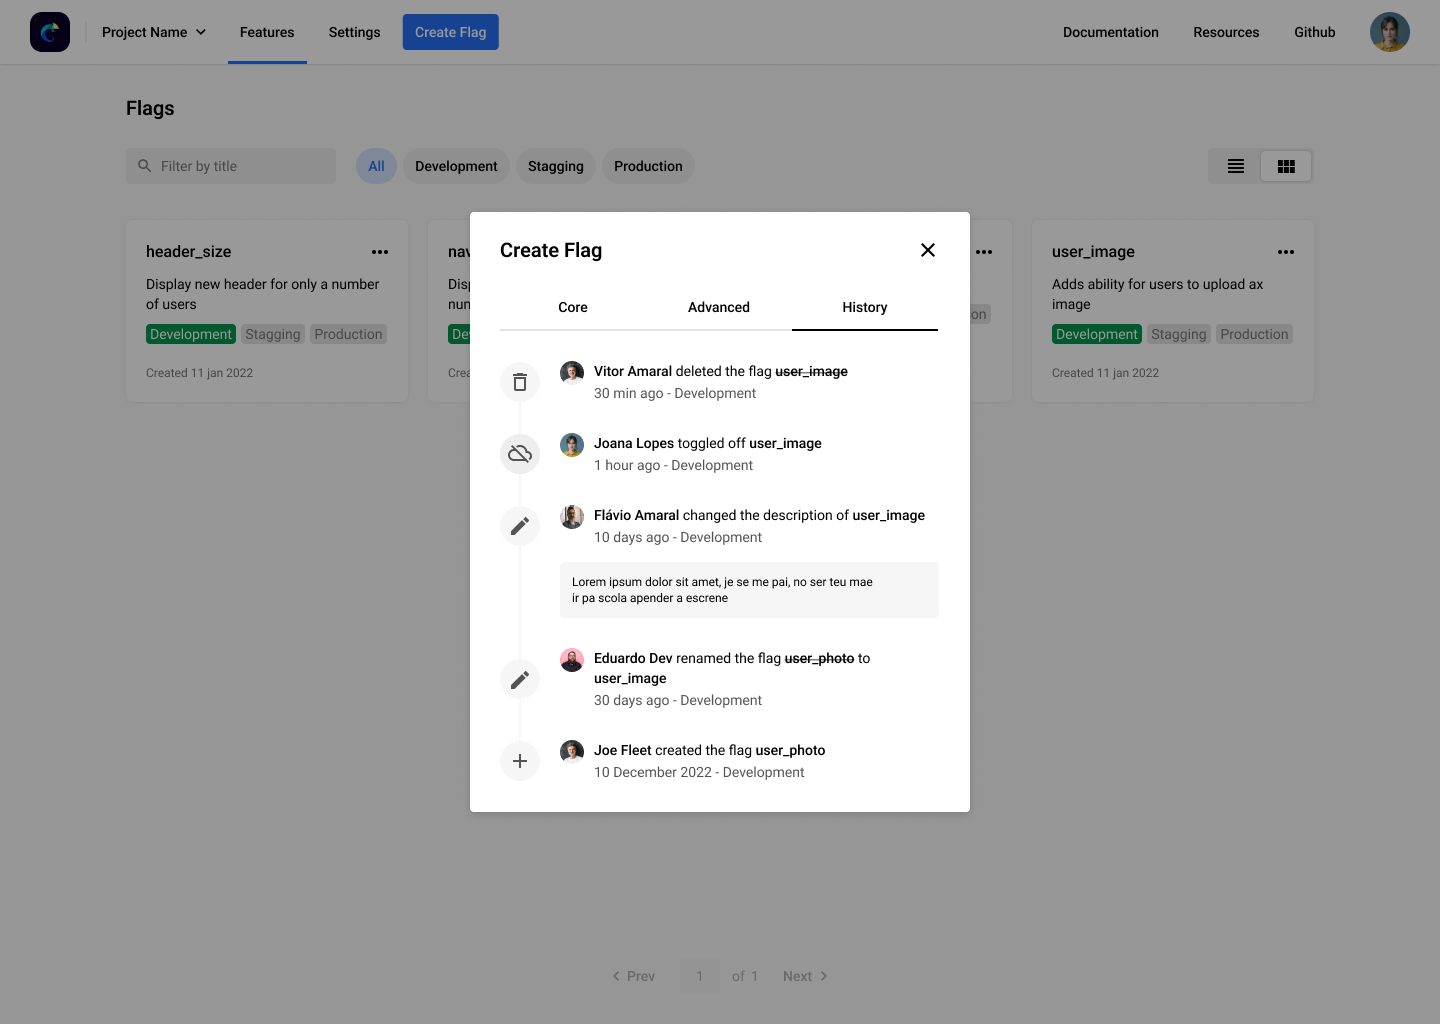 Project Name
Features
Settings
Create Flag
Documentation
Resources
Github
Flags
Filter by title
All
Development
Stagging
Production
header_size
Display new header for only a number
of users
Development
Stagging
Production
Created 11 jan 2022
user_image
Adds ability for users to upload ax
image
Development
Stagging
Production
Created 11 jan 2022
Create Flag
Core
Advanced
History
Vitor Amaral deleted the flag user_image
30 min ago - Development
Joana Lopes toggled off user_image
1 hour ago - Development
Flávio Amaral changed the description of user_image
10 days ago - Development
Lorem ipsum dolor sit amet, je se me pai, no ser teu mae
ir pa scola apender a escrene
Eduardo Dev renamed the flag user_photo to
user_image
30 days ago - Development
Joe Fleet created the flag user_photo
10 December 2022 - Development
Prev
1
of 1
Next